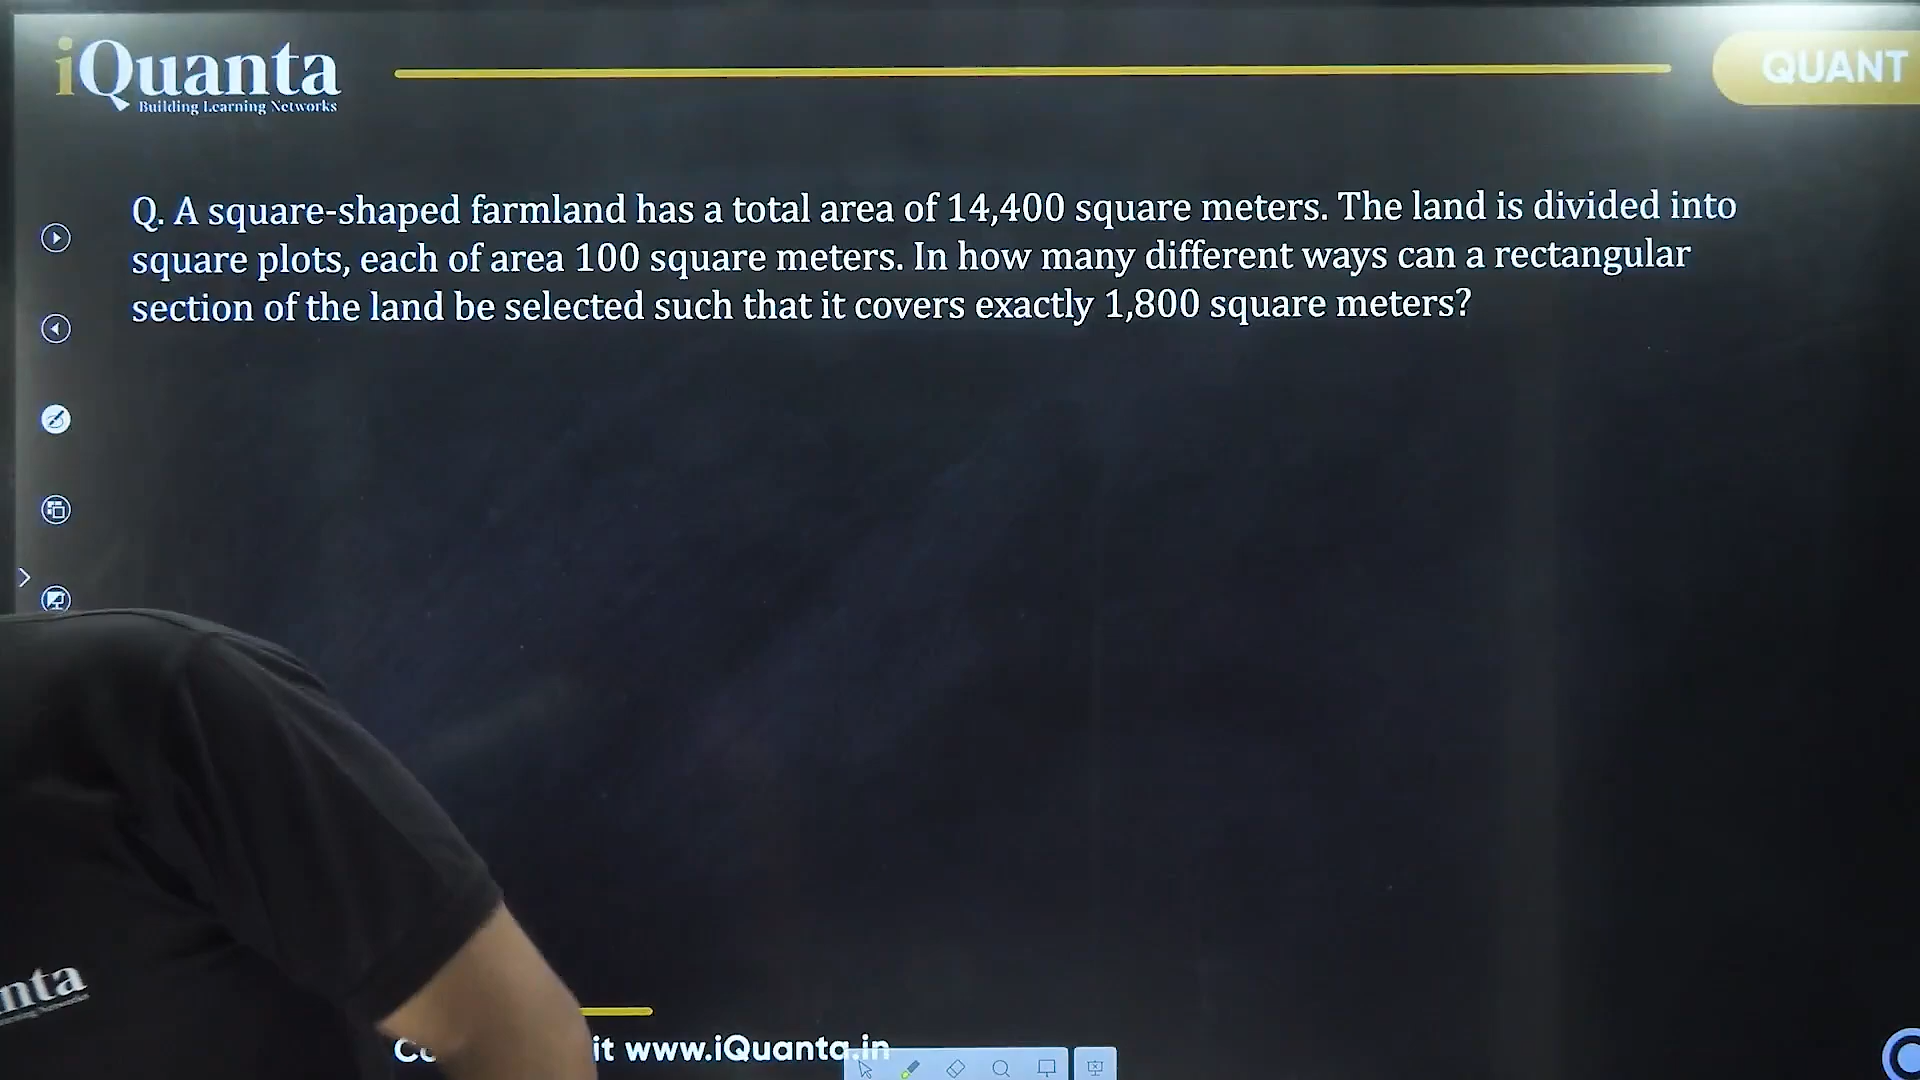 iQuanta
Building Learning Networks
QUANT
Q. A square-shaped farmland has a total area of 14,400 square meters. The land is divided into
square plots, each of area 100 square meters. In how many different ways can a rectangular
section of the land be selected such that it covers exactly 1,800 square meters?
nta
it www.iQuanta.in